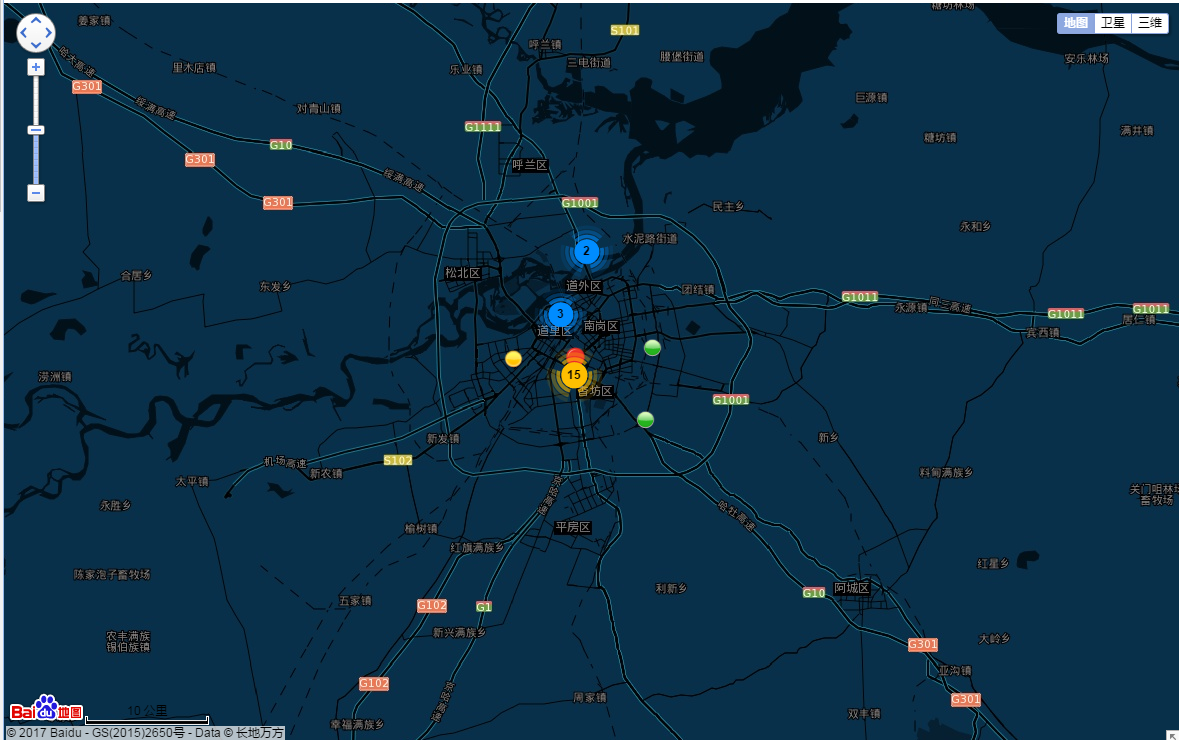 姜家镇
S101
糖坊林场
地图 卫星 三维
呼兰镇
哈大高速
里木店镇
乐业镇
三电街道
腰堡街道
安乐林场
G301
绥满高速
对青山镇
巨源镇
G1111
满井镇
糖坊镇
G10
G301
呼兰区
绥满高速
G301
G1001
民主乡
水泥路街道
永和乡
2
松北区
合居乡
东发乡
道外区
团结镇
G1011
永源镇
同三高速
G1011
G1011
居仁镇
宾西镇
3
道里区
南岗区
涝洲镇
15
香坊区
G1001
新发镇
新乡
机场高速
S102
新农镇
太平镇
料甸满族乡
关门咀林场
畜牧场
永胜乡
京哈高速
哈牡高速
榆树镇
平房区
红旗满族乡
红星乡
陈家泡子畜牧场
利新乡
G10
阿城区
五家镇
G102
G1
新兴满族乡
农丰满族
锡伯族镇
大岭乡
G301
亚沟镇
G102
京哈高速
周家镇
G301
双丰镇
幸福满族乡
Bai du 地图
10 公里
© 2017 Baidu - GS(2015)2650号 - Data © 长地万方